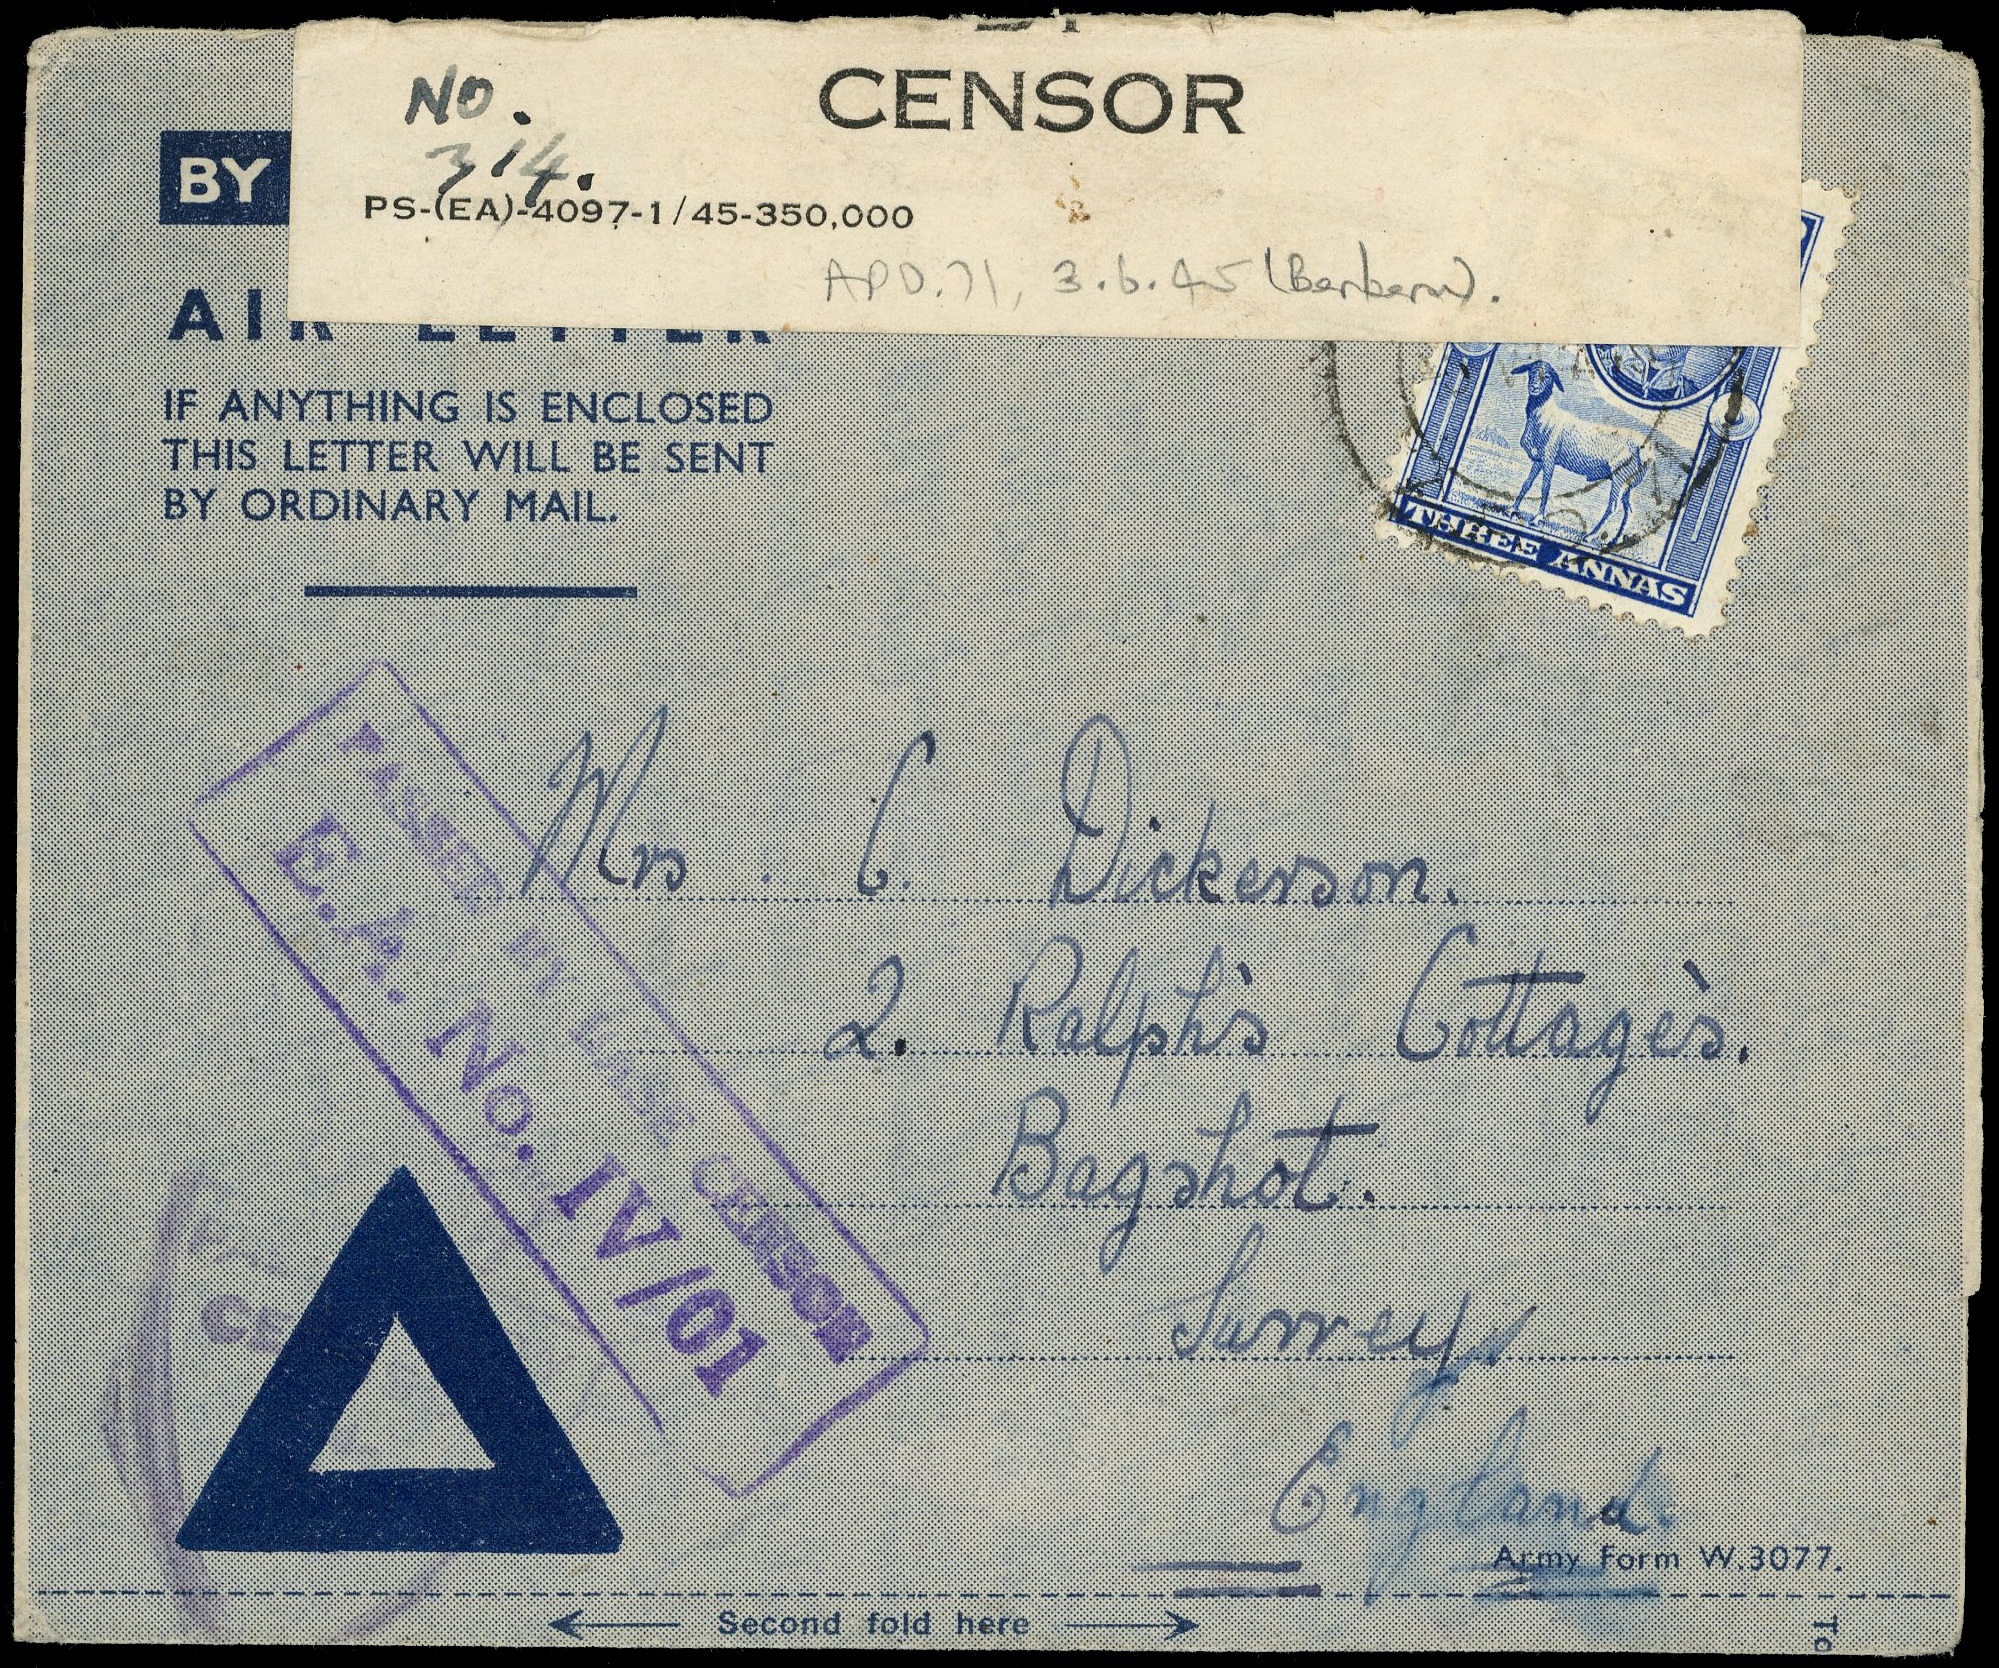 CENSOR
No.
314.
PS-(EA)-4097-1/45-350,000
APO.71, 3.6.45 (Berbera).
BY
AIR LETTER
IF ANYTHING IS ENCLOSED
THIS LETTER WILL BE SENT
BY ORDINARY MAIL.
THREE ANNAS
PASSED BY BASE CENSOR
E.A. No. IV/01
Mrs. C. Dickerson.
2. Ralph's Cottages.
Bagshot.
Surrey
England.
CE
Army Form W.3077.
Second fold here
To